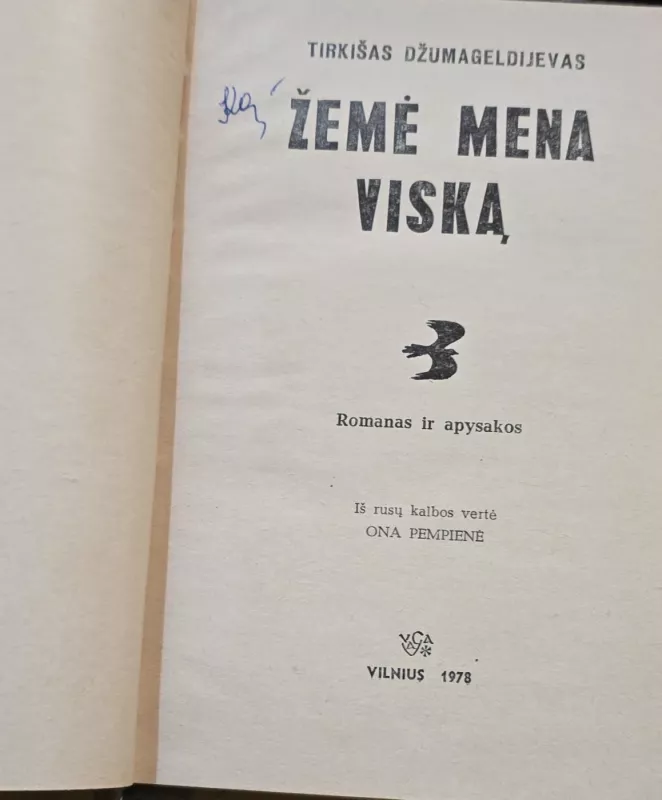 TIRKIŠAS DŽUMAGELDIJEVAS
ŽEMĖ MENA
VISKĄ
Romanas ir apysakos
Iš rusų kalbos vertė
ONA PEMPIENĖ
VILNIUS 1978